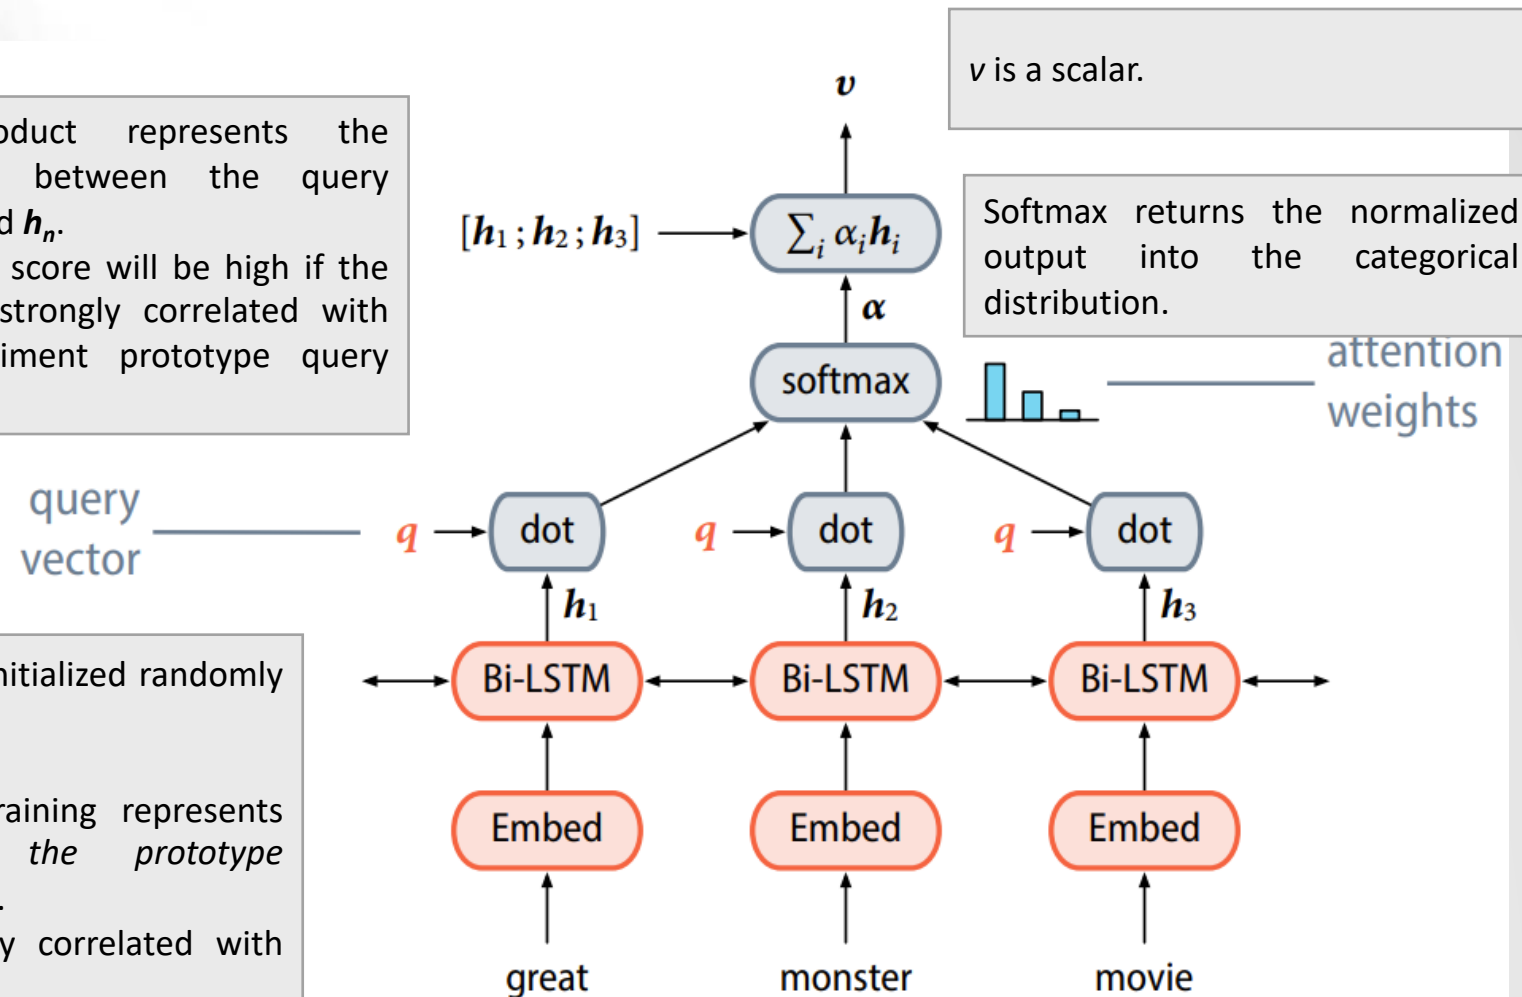 v is a scalar.
oduct represents the
between the query
d hₙ.
score will be high if the
strongly correlated with
iment prototype query
v
[h₁ ; h₂ ; h₃]
∑ᵢ αᵢhᵢ
Softmax returns the normalized
output into the categorical
distribution.
α
softmax
attention
weights
query
vector
q
dot
q
dot
q
dot
h₁
h₂
h₃
nitialized randomly
raining represents
the prototype
.
y correlated with
Bi-LSTM
Bi-LSTM
Bi-LSTM
Embed
Embed
Embed
great
monster
movie